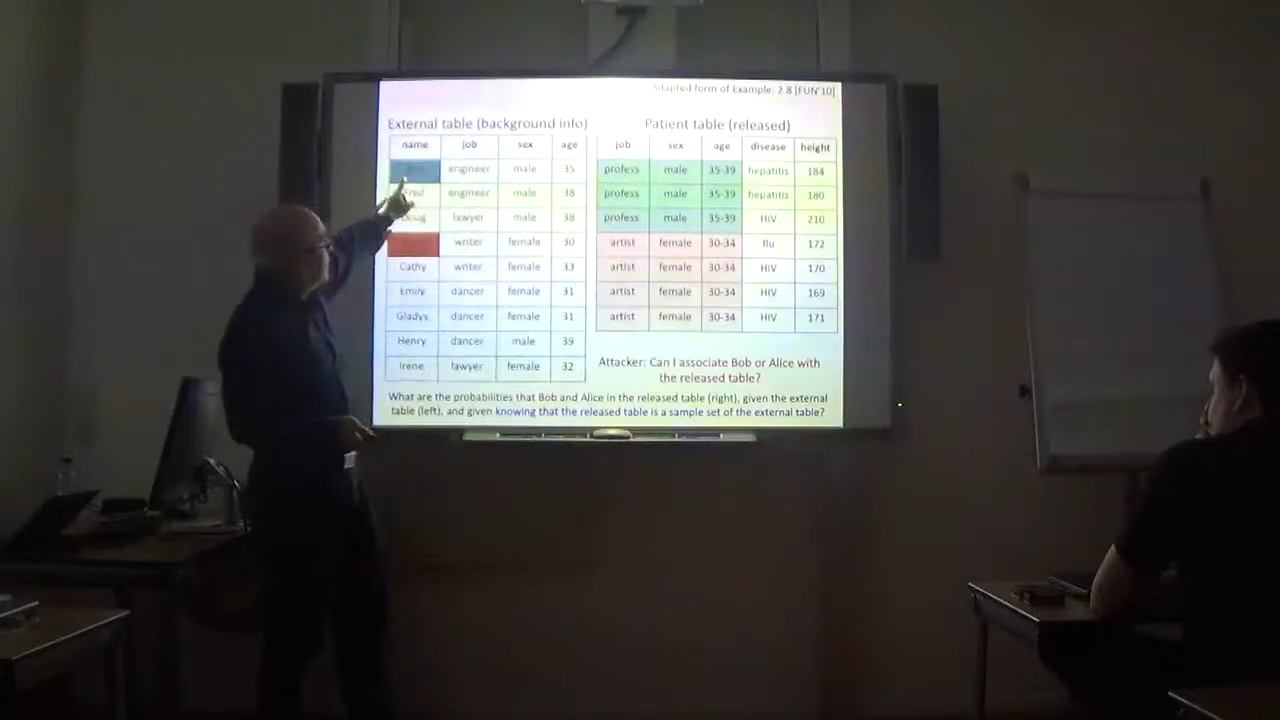 Adapted form of Example 2.8 [FUN'10]
External table (background info) Patient table (released)
name job sex age job sex age disease height
engineer male 35 profess male 35-39 hepatitis 184
Fred engineer male 38 profess male 35-39 hepatitis 180
Doug lawyer male 38 profess male 35-39 HIV 210
writer female 30 artist female 30-34 flu 172
Cathy writer female 33 artist female 30-34 HIV 170
Emily dancer female 31 artist female 30-34 HIV 169
Gladys dancer female 31 artist female 30-34 HIV 171
Henry dancer male 39
Irene lawyer female 32
Attacker: Can I associate Bob or Alice with
the released table?
What are the probabilities that Bob and Alice in the released table (right), given the external
table (left), and given knowing that the released table is a sample set of the external table?